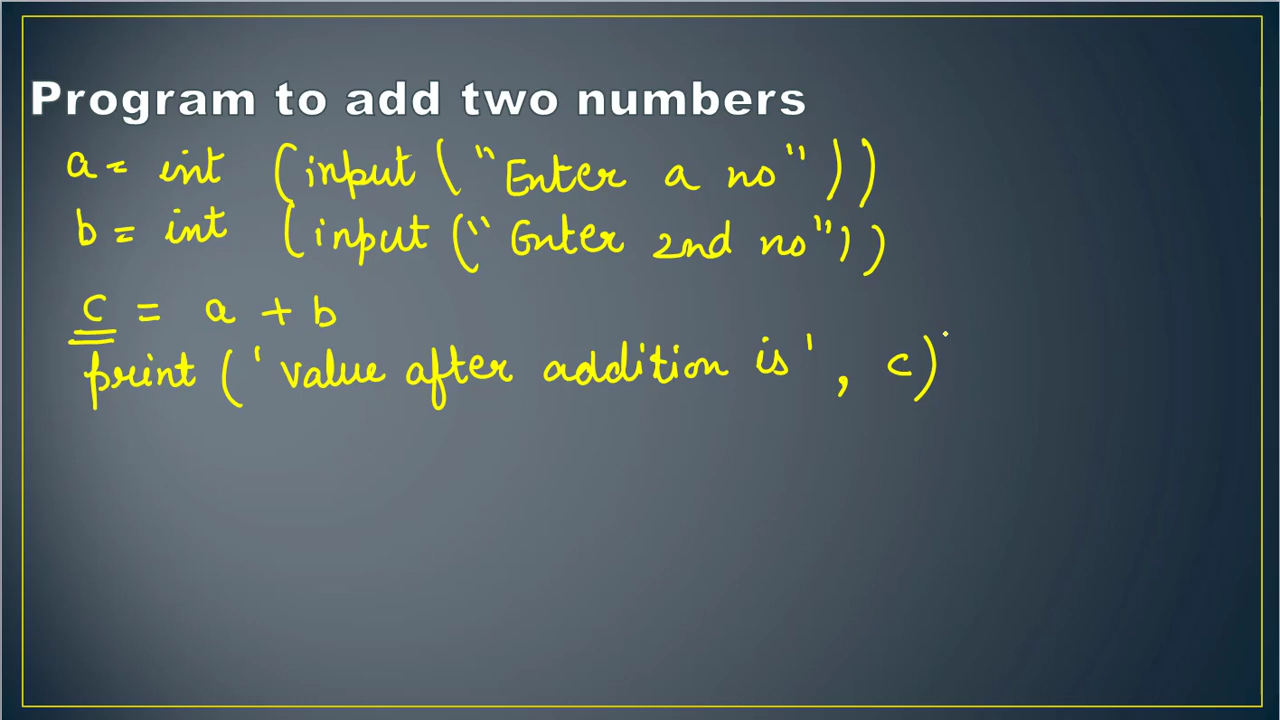 Program to add two numbers
a = int (input ("Enter a no"))
b = int (input ("Enter 2nd no"))
c = a + b
print ('value after addition is', c)